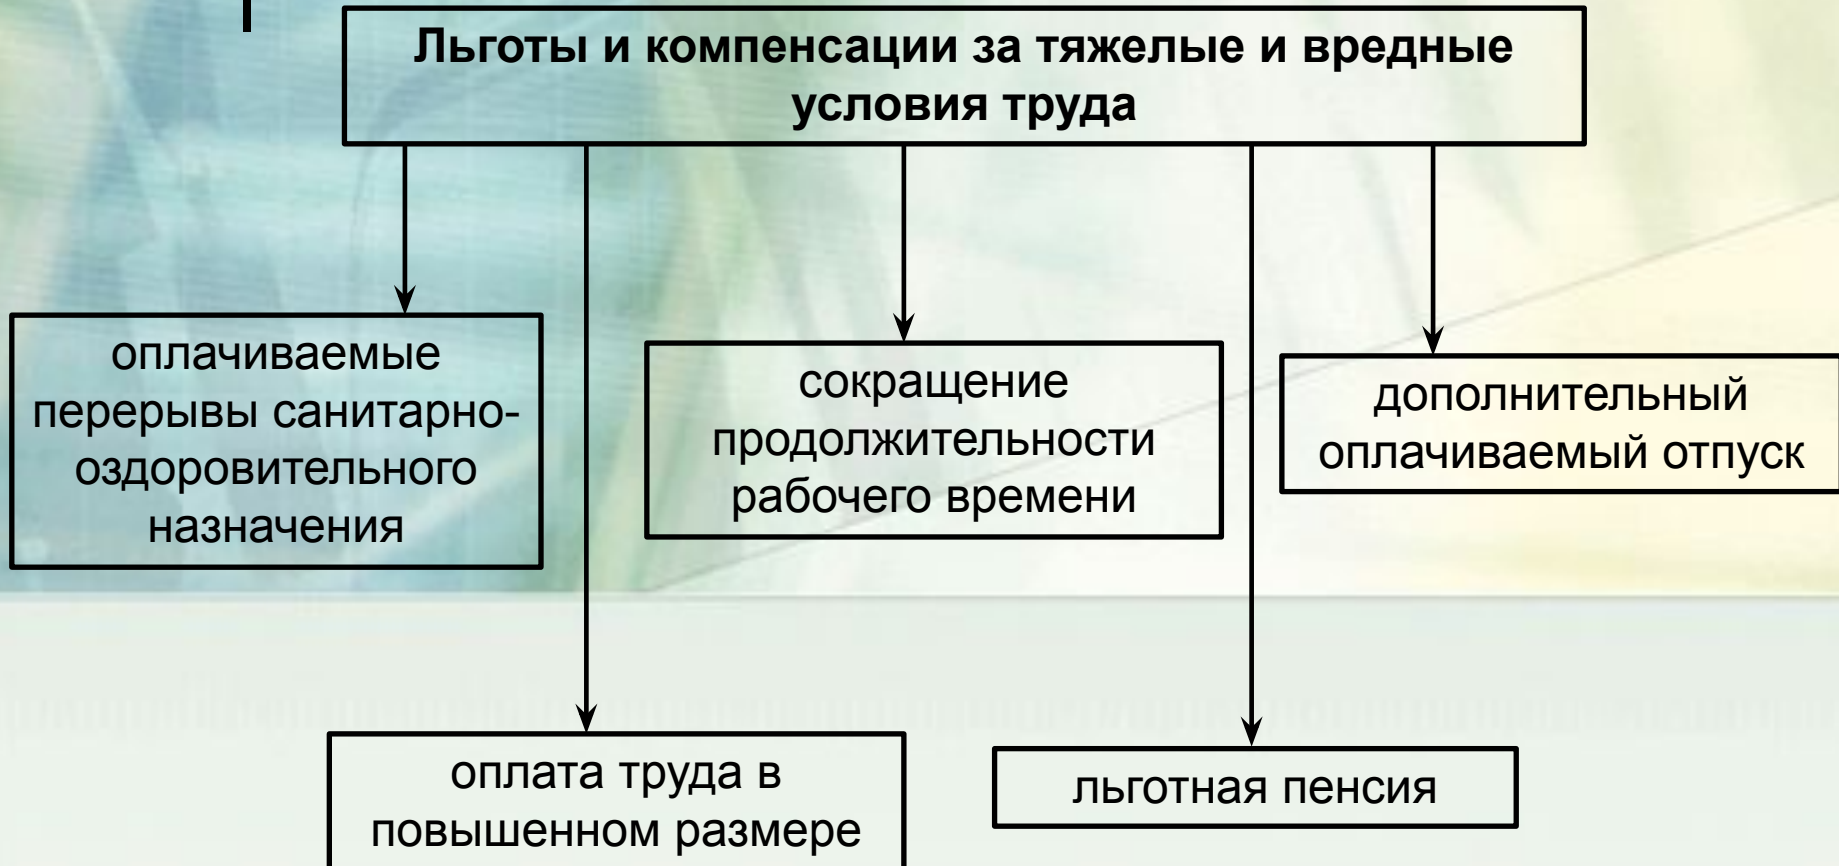 Льготы и компенсации за тяжелые и вредные
условия труда
оплачиваемые
перерывы санитарно-
оздоровительного
назначения
сокращение
продолжительности
рабочего времени
дополнительный
оплачиваемый отпуск
оплата труда в
повышенном размере
льготная пенсия